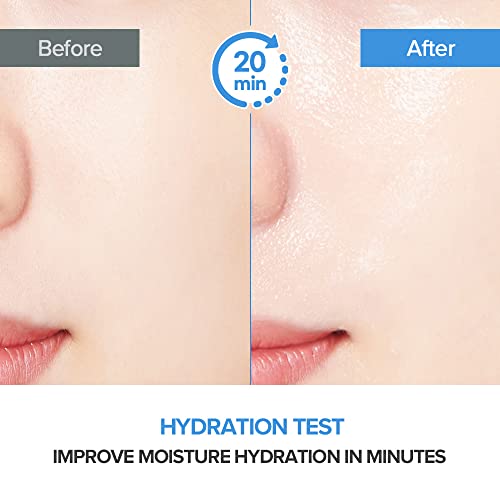 Before
20
min
After
HYDRATION TEST
IMPROVE MOISTURE HYDRATION IN MINUTES